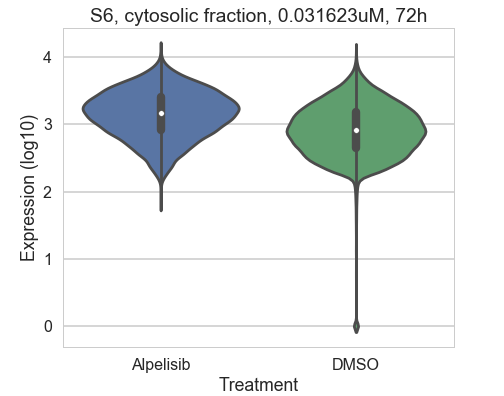 S6, cytosolic fraction, 0.031623uM, 72h
Expression (log10)
4
3
2
1
0
Alpelisib
DMSO
Treatment